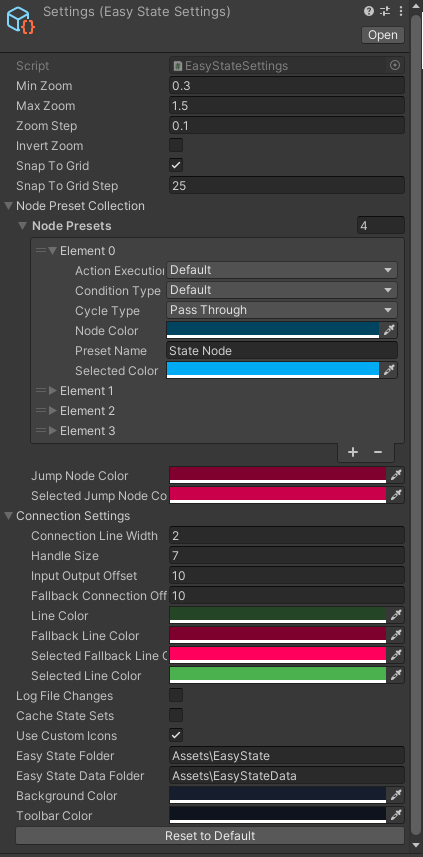 Settings (Easy State Settings)
Open
Script EasyStateSettings
Min Zoom 0.3
Max Zoom 1.5
Zoom Step 0.1
Invert Zoom
Snap To Grid
Snap To Grid Step 25
Node Preset Collection
Node Presets 4
Element 0
Action Execution Default
Condition Type Default
Cycle Type Pass Through
Node Color
Preset Name State Node
Selected Color
Element 1
Element 2
Element 3
+ −
Jump Node Color
Selected Jump Node Co
Connection Settings
Connection Line Width 2
Handle Size 7
Input Output Offset 10
Fallback Connection Off 10
Line Color
Fallback Line Color
Selected Fallback Line C
Selected Line Color
Log File Changes
Cache State Sets
Use Custom Icons
Easy State Folder Assets\EasyState
Easy State Data Folder Assets\EasyStateData
Background Color
Toolbar Color
Reset to Default